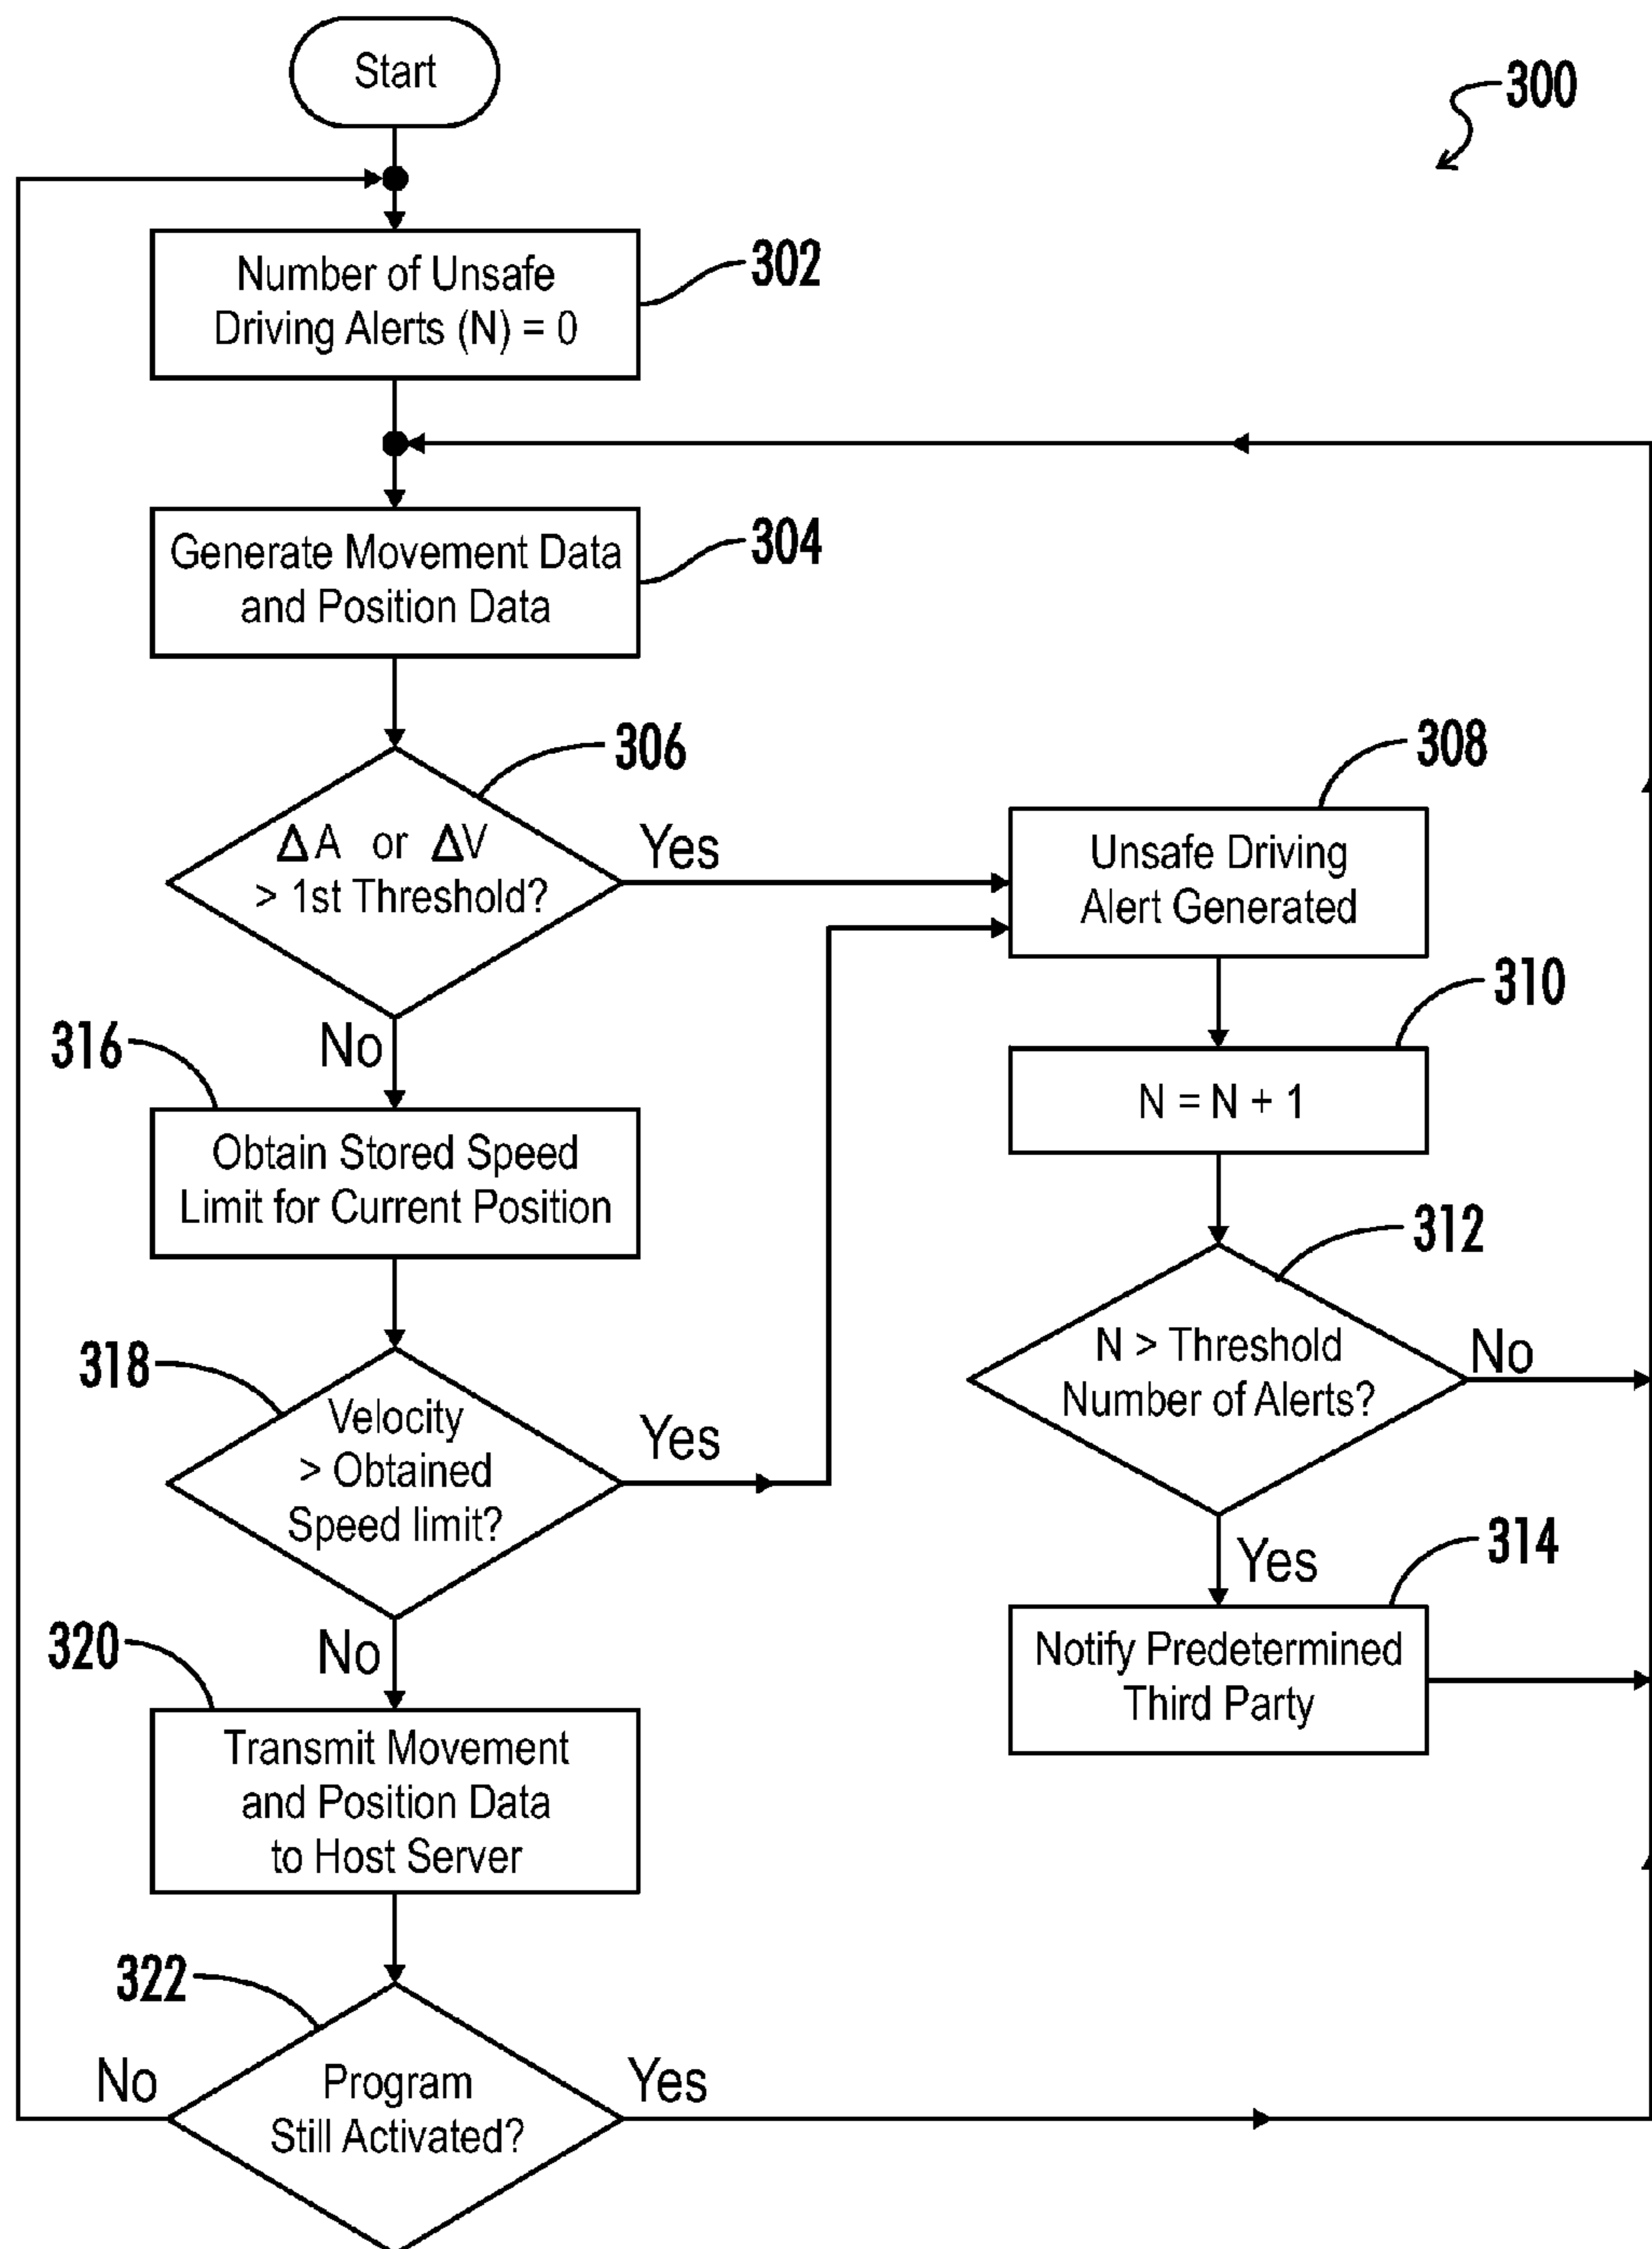 Start
300
Number of Unsafe
Driving Alerts (N) = 0
302
Generate Movement Data
and Position Data
304
306
Δ A or Δ V
> 1st Threshold?
Yes
No
308
Unsafe Driving
Alert Generated
310
N = N + 1
316
Obtain Stored Speed
Limit for Current Position
312
N > Threshold
Number of Alerts?
No
Yes
318
Velocity
> Obtained
Speed limit?
Yes
No
314
Notify Predetermined
Third Party
320
Transmit Movement
and Position Data
to Host Server
322
Program
Still Activated?
No
Yes